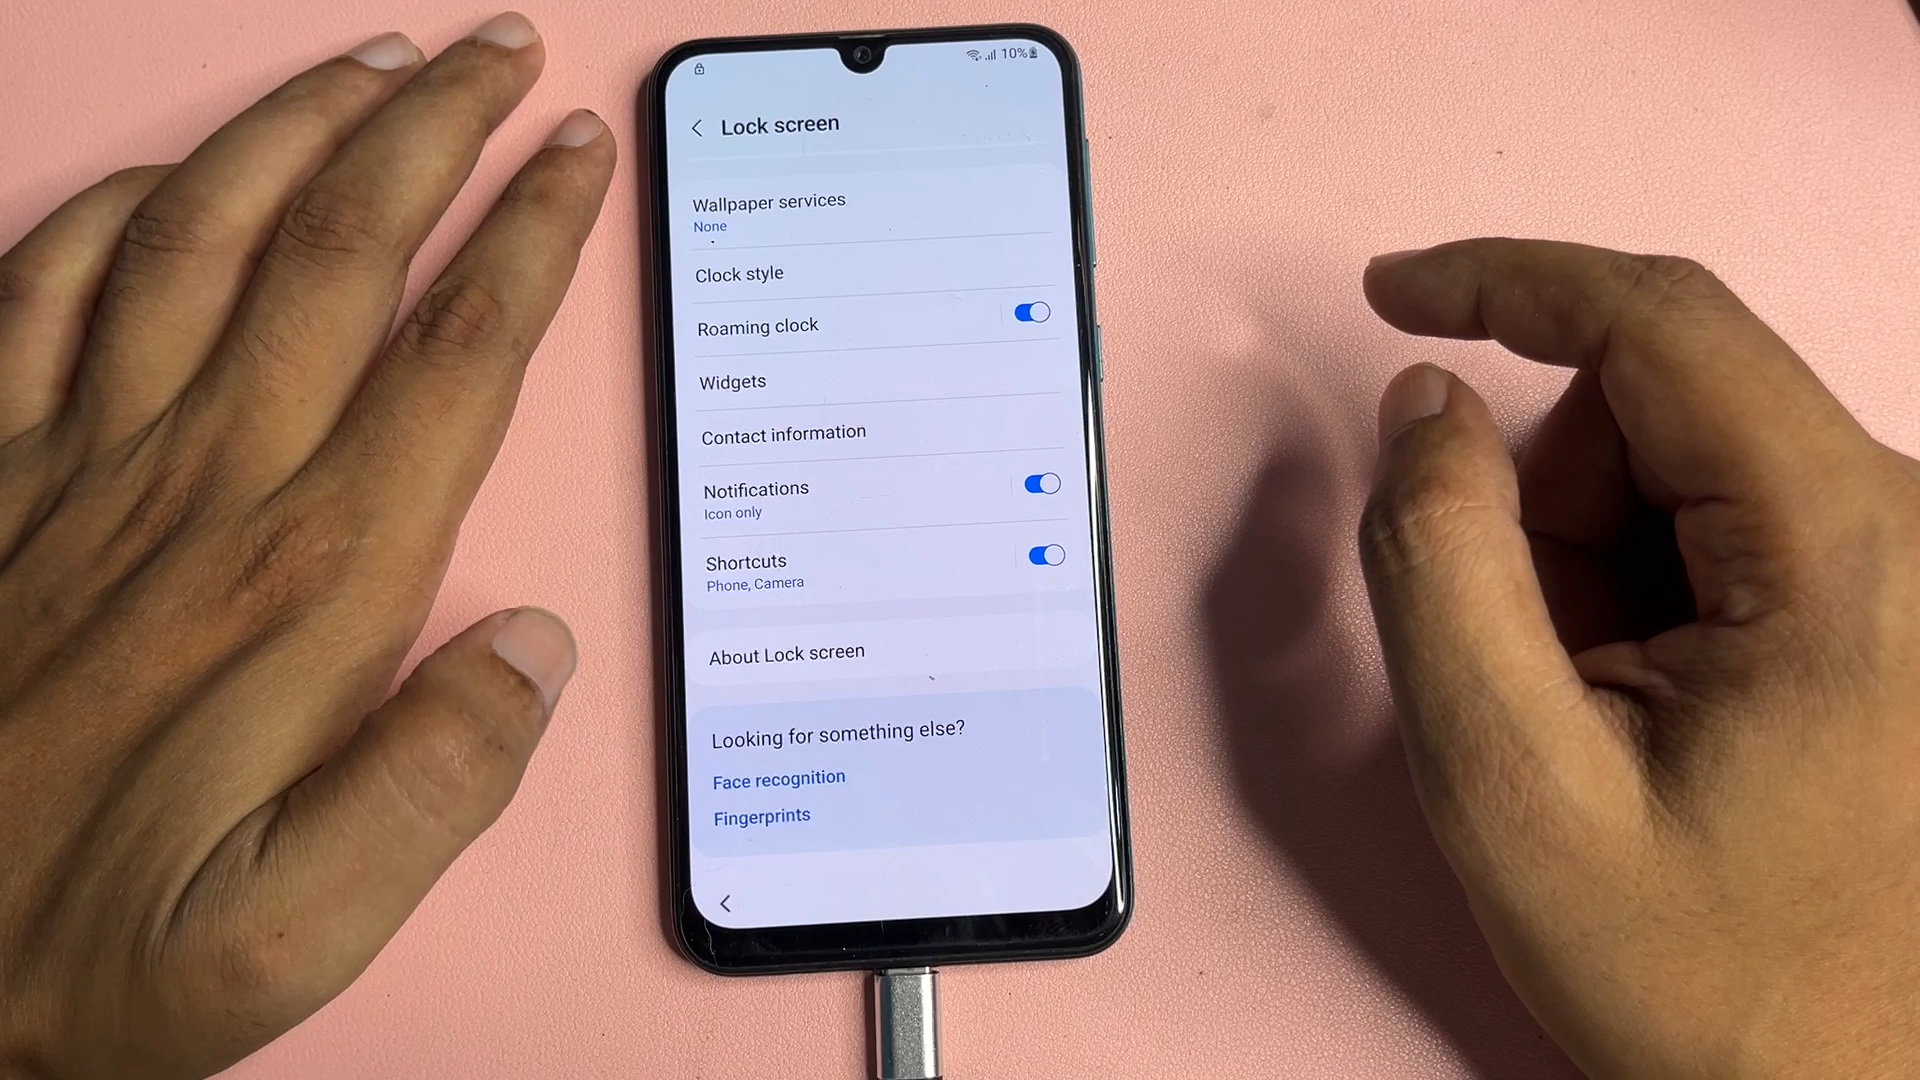 10%
Lock screen
Wallpaper services
None
Clock style
Roaming clock
Widgets
Contact information
Notifications
Icon only
Shortcuts
Phone, Camera
About Lock screen
Looking for something else?
Face recognition
Fingerprints